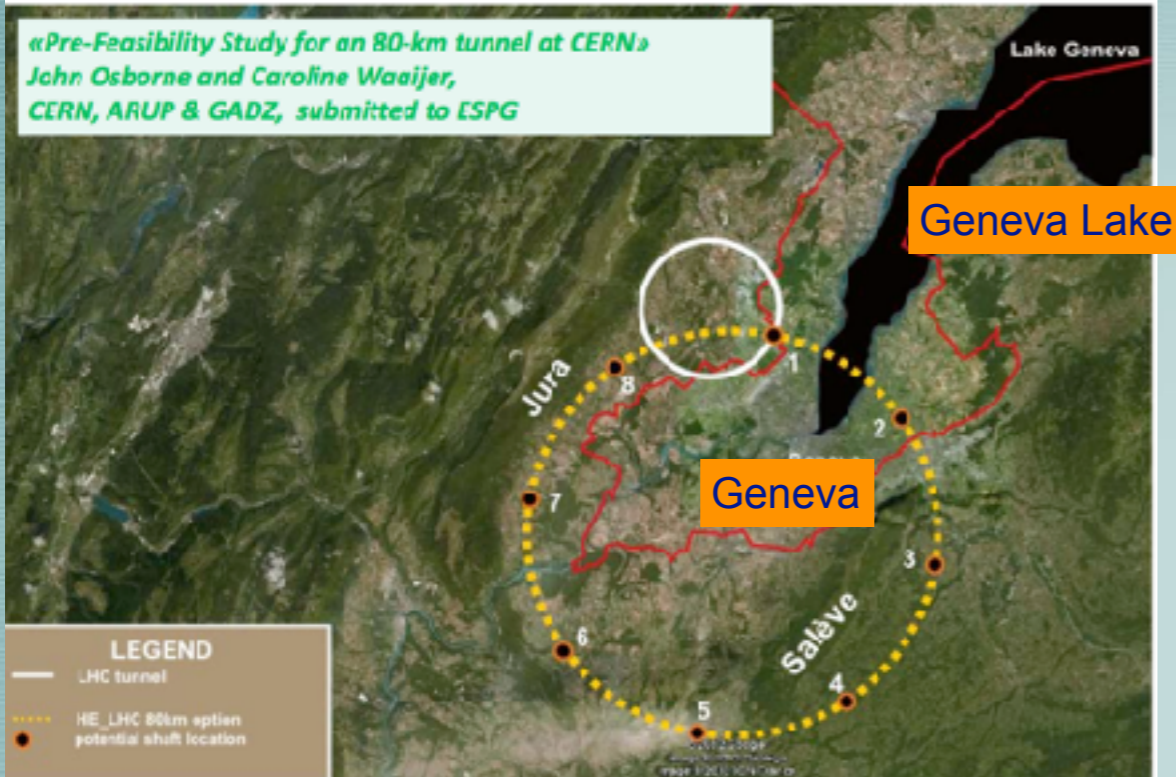 «Pre-Feasibility Study for an 80-km tunnel at CERN»
John Osborne and Caroline Waaijer,
CERN, ARUP & GADZ, submitted to ESPG
Lake Geneva
Geneva Lake
1
8
Jura
2
Geneva
7
3
Salève
6
4
5
LEGEND
LHC tunnel
HE_LHC 80km option
potential shaft location